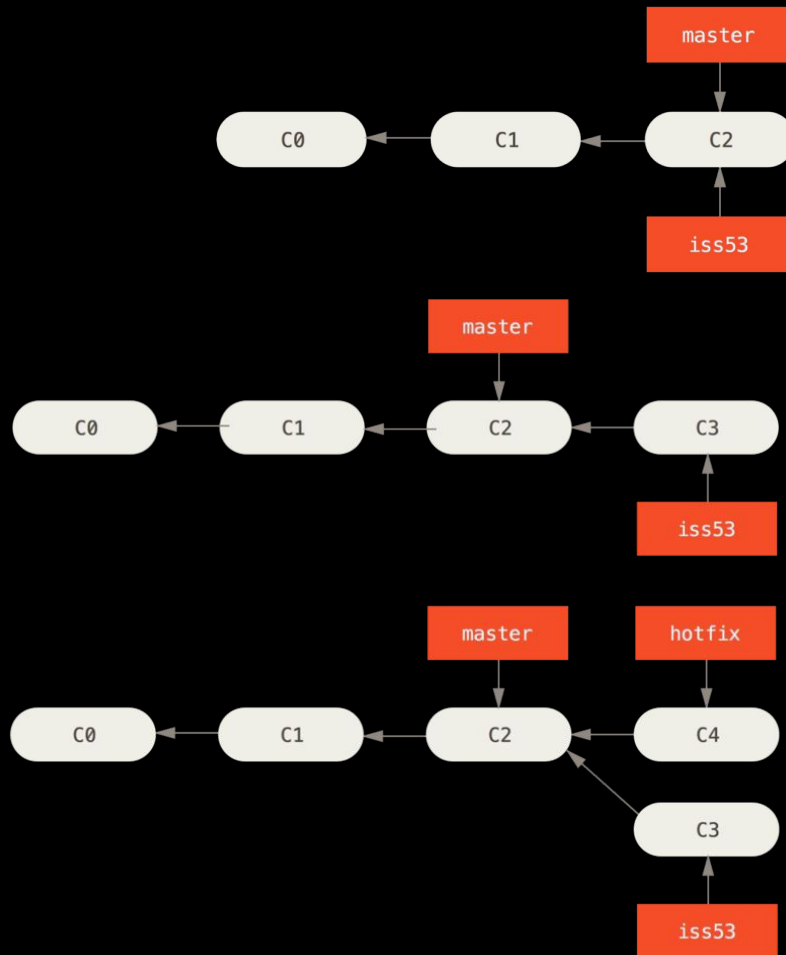 master
C0 C1 C2
iss53
master
C0 C1 C2 C3
iss53
master hotfix
C0 C1 C2 C4
C3
iss53